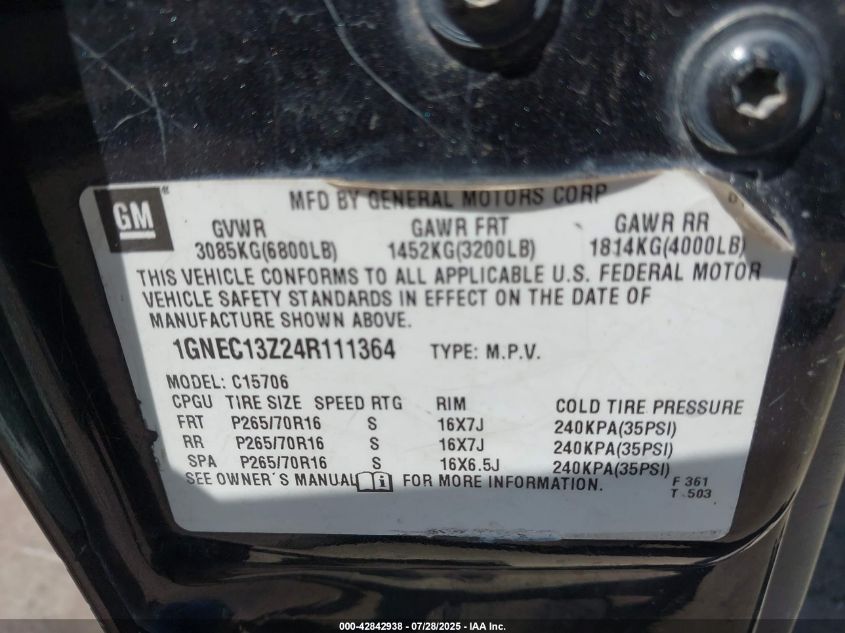 MFD BY GENERAL MOTORS CORP
GM®
GVWR GAWR FRT GAWR RR
3085KG(6800LB) 1452KG(3200LB) 1814KG(4000LB)
THIS VEHICLE CONFORMS TO ALL APPLICABLE U.S. FEDERAL MOTOR
VEHICLE SAFETY STANDARDS IN EFFECT ON THE DATE OF
MANUFACTURE SHOWN ABOVE.
1GNEC13Z24R111364 TYPE: M.P.V.
MODEL: C15706
CPGU TIRE SIZE SPEED RTG RIM COLD TIRE PRESSURE
FRT P265/70R16 S 16X7J 240KPA(35PSI)
RR P265/70R16 S 16X7J 240KPA(35PSI)
SPA P265/70R16 S 16X6.5J 240KPA(35PSI)
SEE OWNER'S MANUAL FOR MORE INFORMATION.
F 361
T 503
000-42842938 - 07/28/2025 - IAA Inc.